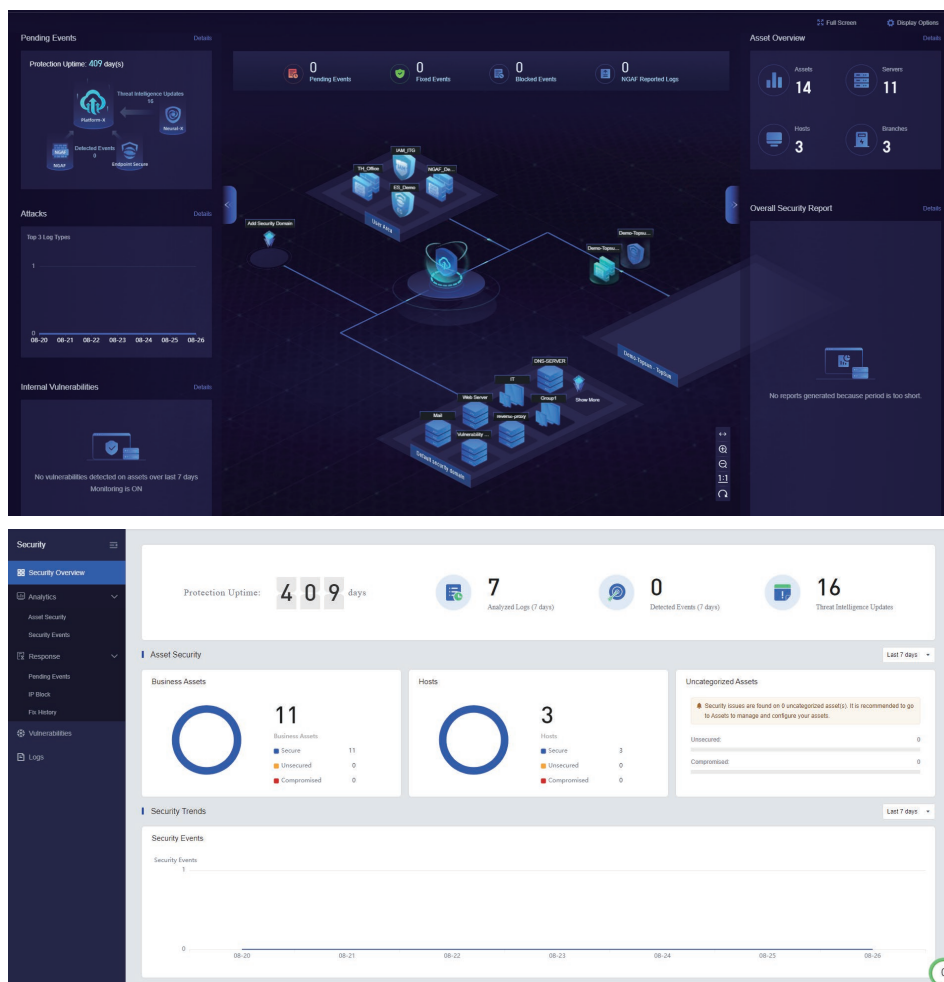 Full Screen
Display Options
Pending Events
Details
Protection Uptime: 409 day(s)
Threat Intelligence Updates
16
Platform-X
Neural-X
Detected Events
0
NGAF
NGAF
Endpoint Secure
Attacks
Details
Top 3 Log Types
1
0
08-20 08-21 08-22 08-23 08-24 08-25 08-26
Internal Vulnerabilities
Details
No vulnerabilities detected on assets over last 7 days
Monitoring is ON
0
Pending Events
0
Fixed Events
0
Blocked Events
0
NGAF Reported Logs
IAM_ITG
TH_Office
NGAF_De...
ES_Demo
User Area
Add Security Domain
Demo-Topsu...
Demo-Topsu...
Demo-Topsun - TopSun
DNS-SERVER
IT
Show More
Web Server
Group1
Mail
reverse-proxy
Vulnerability ...
Default security domain
1:1
Asset Overview
Details
Assets
14
Servers
11
Hosts
3
Branches
3
Overall Security Report
Details
No reports generated because period is too short.
Security
Security Overview
Analytics
Asset Security
Security Events
Response
Pending Events
IP Block
Fix History
Vulnerabilities
Logs
Protection Uptime: 409 days
7
Analyzed Logs (7 days)
0
Detected Events (7 days)
16
Threat Intelligence Updates
Asset Security
Last 7 days
Business Assets
11
Business Assets
Secure 11
Unsecured 0
Compromised 0
Hosts
3
Hosts
Secure 3
Unsecured 0
Compromised 0
Uncategorized Assets
Security issues are found on 0 uncategorized asset(s). It is recommended to go
to Assets to manage and configure your assets.
Unsecured: 0
Compromised: 0
Security Trends
Last 7 days
Security Events
Security Events
1
0
08-20 08-21 08-22 08-23 08-24 08-25 08-26